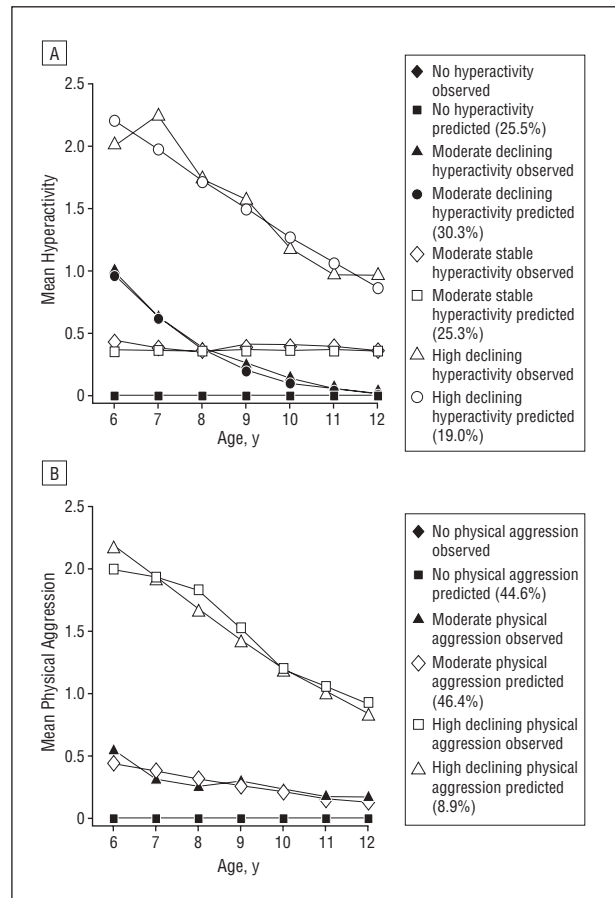 A
2.5
2.0
1.5
1.0
0.5
0
Mean Hyperactivity
6 7 8 9 10 11 12
Age, y
No hyperactivity
observed
No hyperactivity
predicted (25.5%)
Moderate declining
hyperactivity observed
Moderate declining
hyperactivity predicted
(30.3%)
Moderate stable
hyperactivity observed
Moderate stable
hyperactivity predicted
(25.3%)
High declining
hyperactivity observed
High declining
hyperactivity predicted
(19.0%)
B
2.5
2.0
1.5
1.0
0.5
0
Mean Physical Aggression
6 7 8 9 10 11 12
Age, y
No physical aggression
observed
No physical aggression
predicted (44.6%)
Moderate physical
aggression observed
Moderate physical
aggression predicted
(46.4%)
High declining physical
aggression observed
High declining physical
aggression predicted
(8.9%)